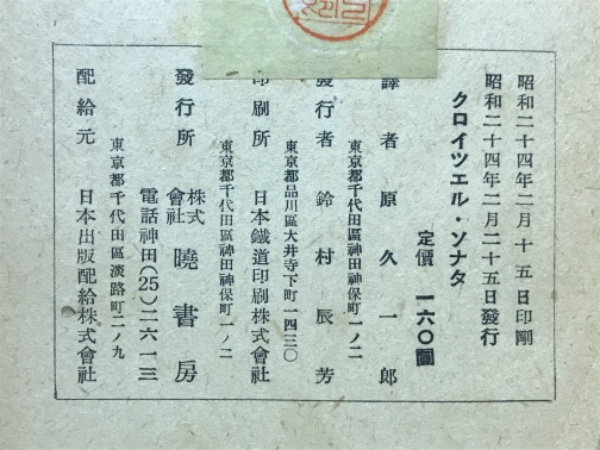 昭和二十四年二月十五日印刷
昭和二十四年二月二十五日發行
クロイツェル・ソナタ
定價 一六〇圓
譯者 原久一郎
東京都千代田區神田神保町一ノ二
發行者 鈴村辰芳
東京都品川區大井寺下町一四三〇
印刷所 日本鐵道印刷株式會社
東京都千代田區神田神保町一ノ二
發行所 株式會社 曉書房
電話神田(25)二六一三
東京都千代田區淡路町二ノ九
配給元 日本出版配給株式會社